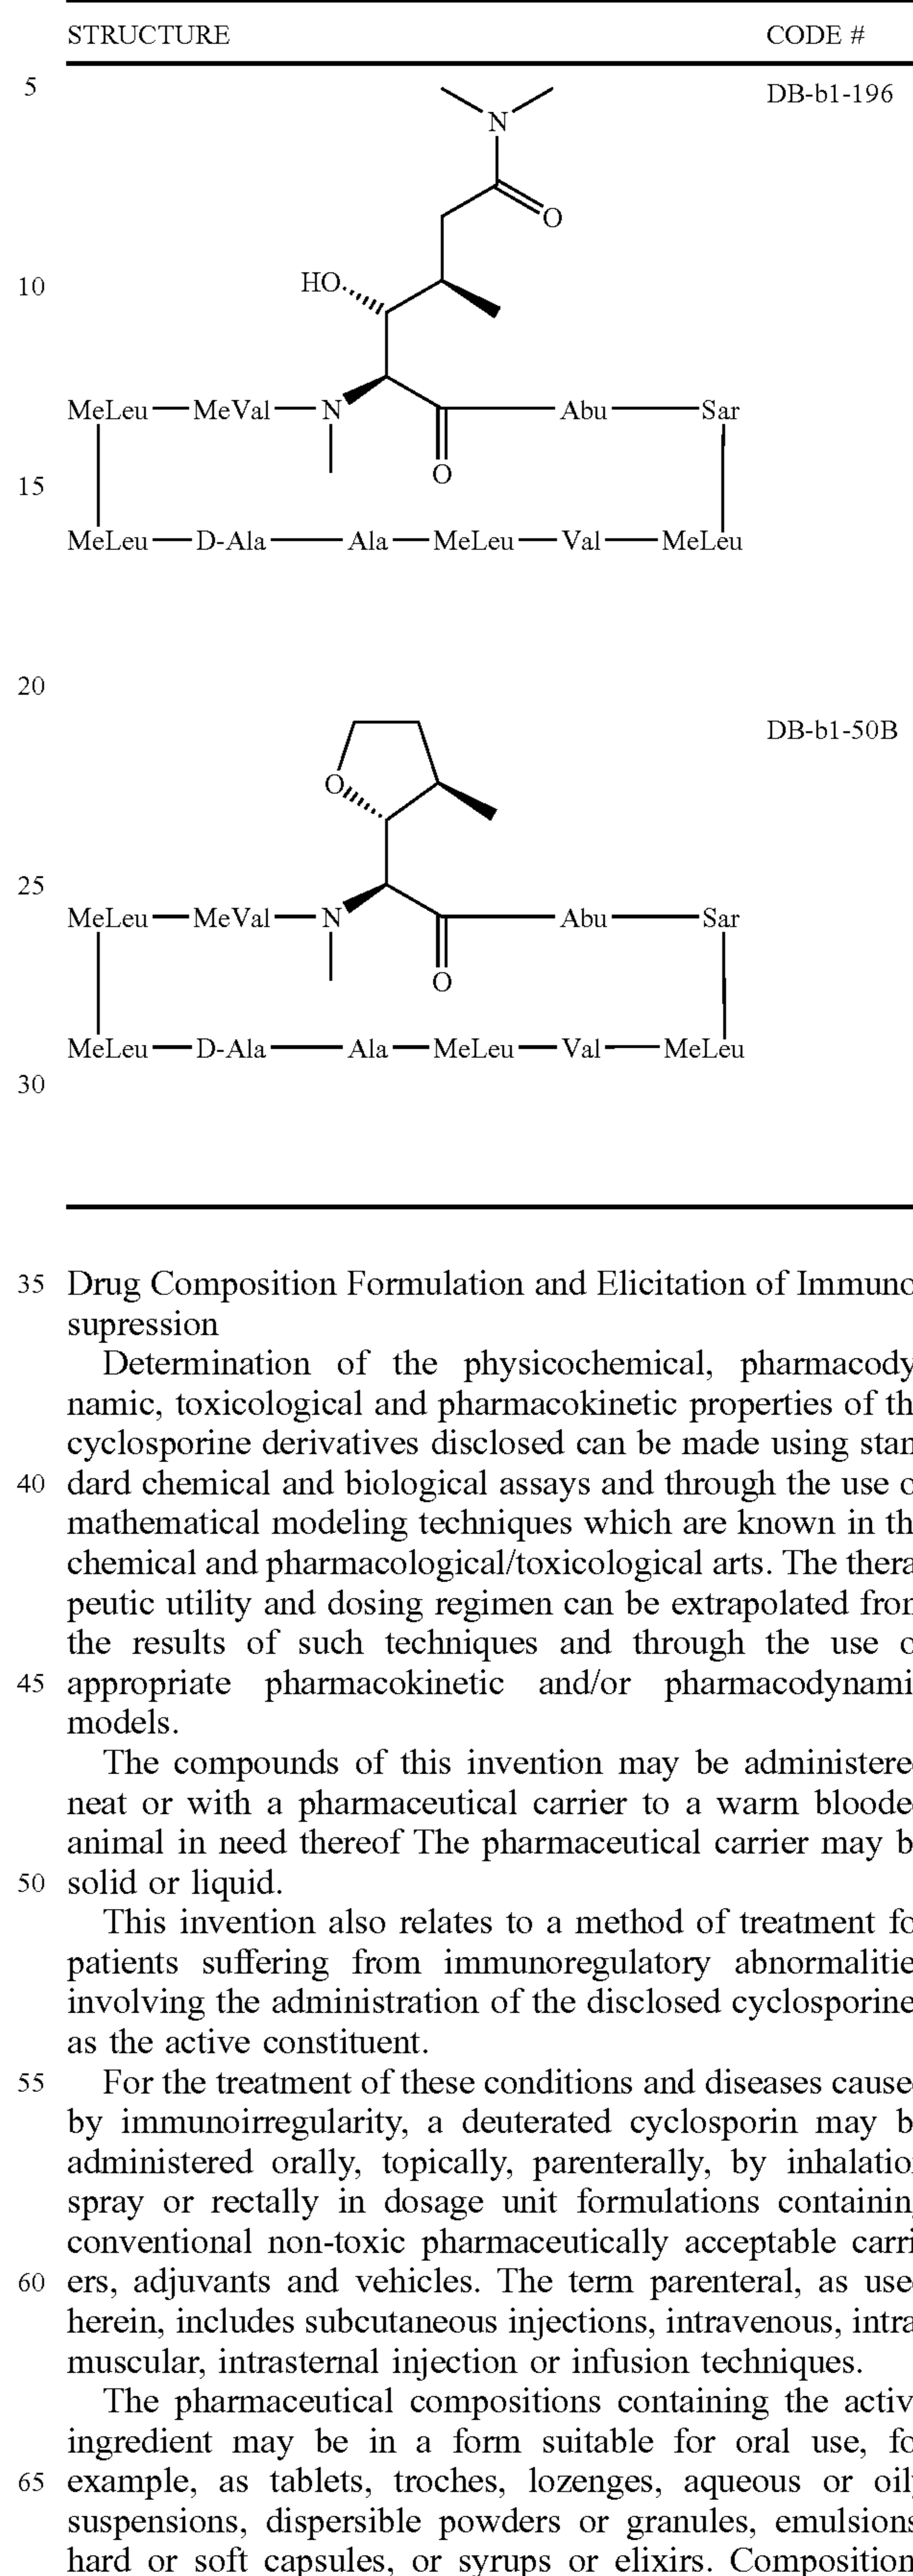 STRUCTURE CODE #
5 DB-b1-196
N
O
10 HO
MeLeu MeVal N Abu Sar
15 O
MeLeu D-Ala Ala MeLeu Val MeLeu
20
DB-b1-50B
O
25
MeLeu MeVal N Abu Sar
O
MeLeu D-Ala Ala MeLeu Val MeLeu
30
35 Drug Composition Formulation and Elicitation of Immuno
supression
Determination of the physicochemical, pharmacody
namic, toxicological and pharmacokinetic properties of th
cyclosporine derivatives disclosed can be made using stan
40 dard chemical and biological assays and through the use o
mathematical modeling techniques which are known in th
chemical and pharmacological/toxicological arts. The thera
peutic utility and dosing regimen can be extrapolated from
the results of such techniques and through the use o
45 appropriate pharmacokinetic and/or pharmacodynami
models.
The compounds of this invention may be administere
neat or with a pharmaceutical carrier to a warm bloode
animal in need thereof The pharmaceutical carrier may b
50 solid or liquid.
This invention also relates to a method of treatment fo
patients suffering from immunoregulatory abnormalitie
involving the administration of the disclosed cyclosporine
as the active constituent.
55 For the treatment of these conditions and diseases cause
by immunoirregularity, a deuterated cyclosporin may b
administered orally, topically, parenterally, by inhalation
spray or rectally in dosage unit formulations containin
conventional non-toxic pharmaceutically acceptable carri
60 ers, adjuvants and vehicles. The term parenteral, as use
herein, includes subcutaneous injections, intravenous, intra
muscular, intrasternal injection or infusion techniques.
The pharmaceutical compositions containing the activ
ingredient may be in a form suitable for oral use, fo
65 example, as tablets, troches, lozenges, aqueous or oily
suspensions, dispersible powders or granules, emulsions
hard or soft capsules, or syrups or elixirs. Composition